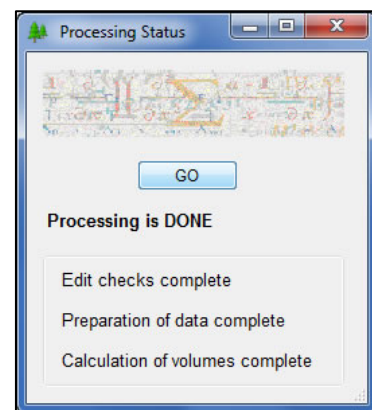 Processing Status
GO
Processing is DONE
Edit checks complete
Preparation of data complete
Calculation of volumes complete